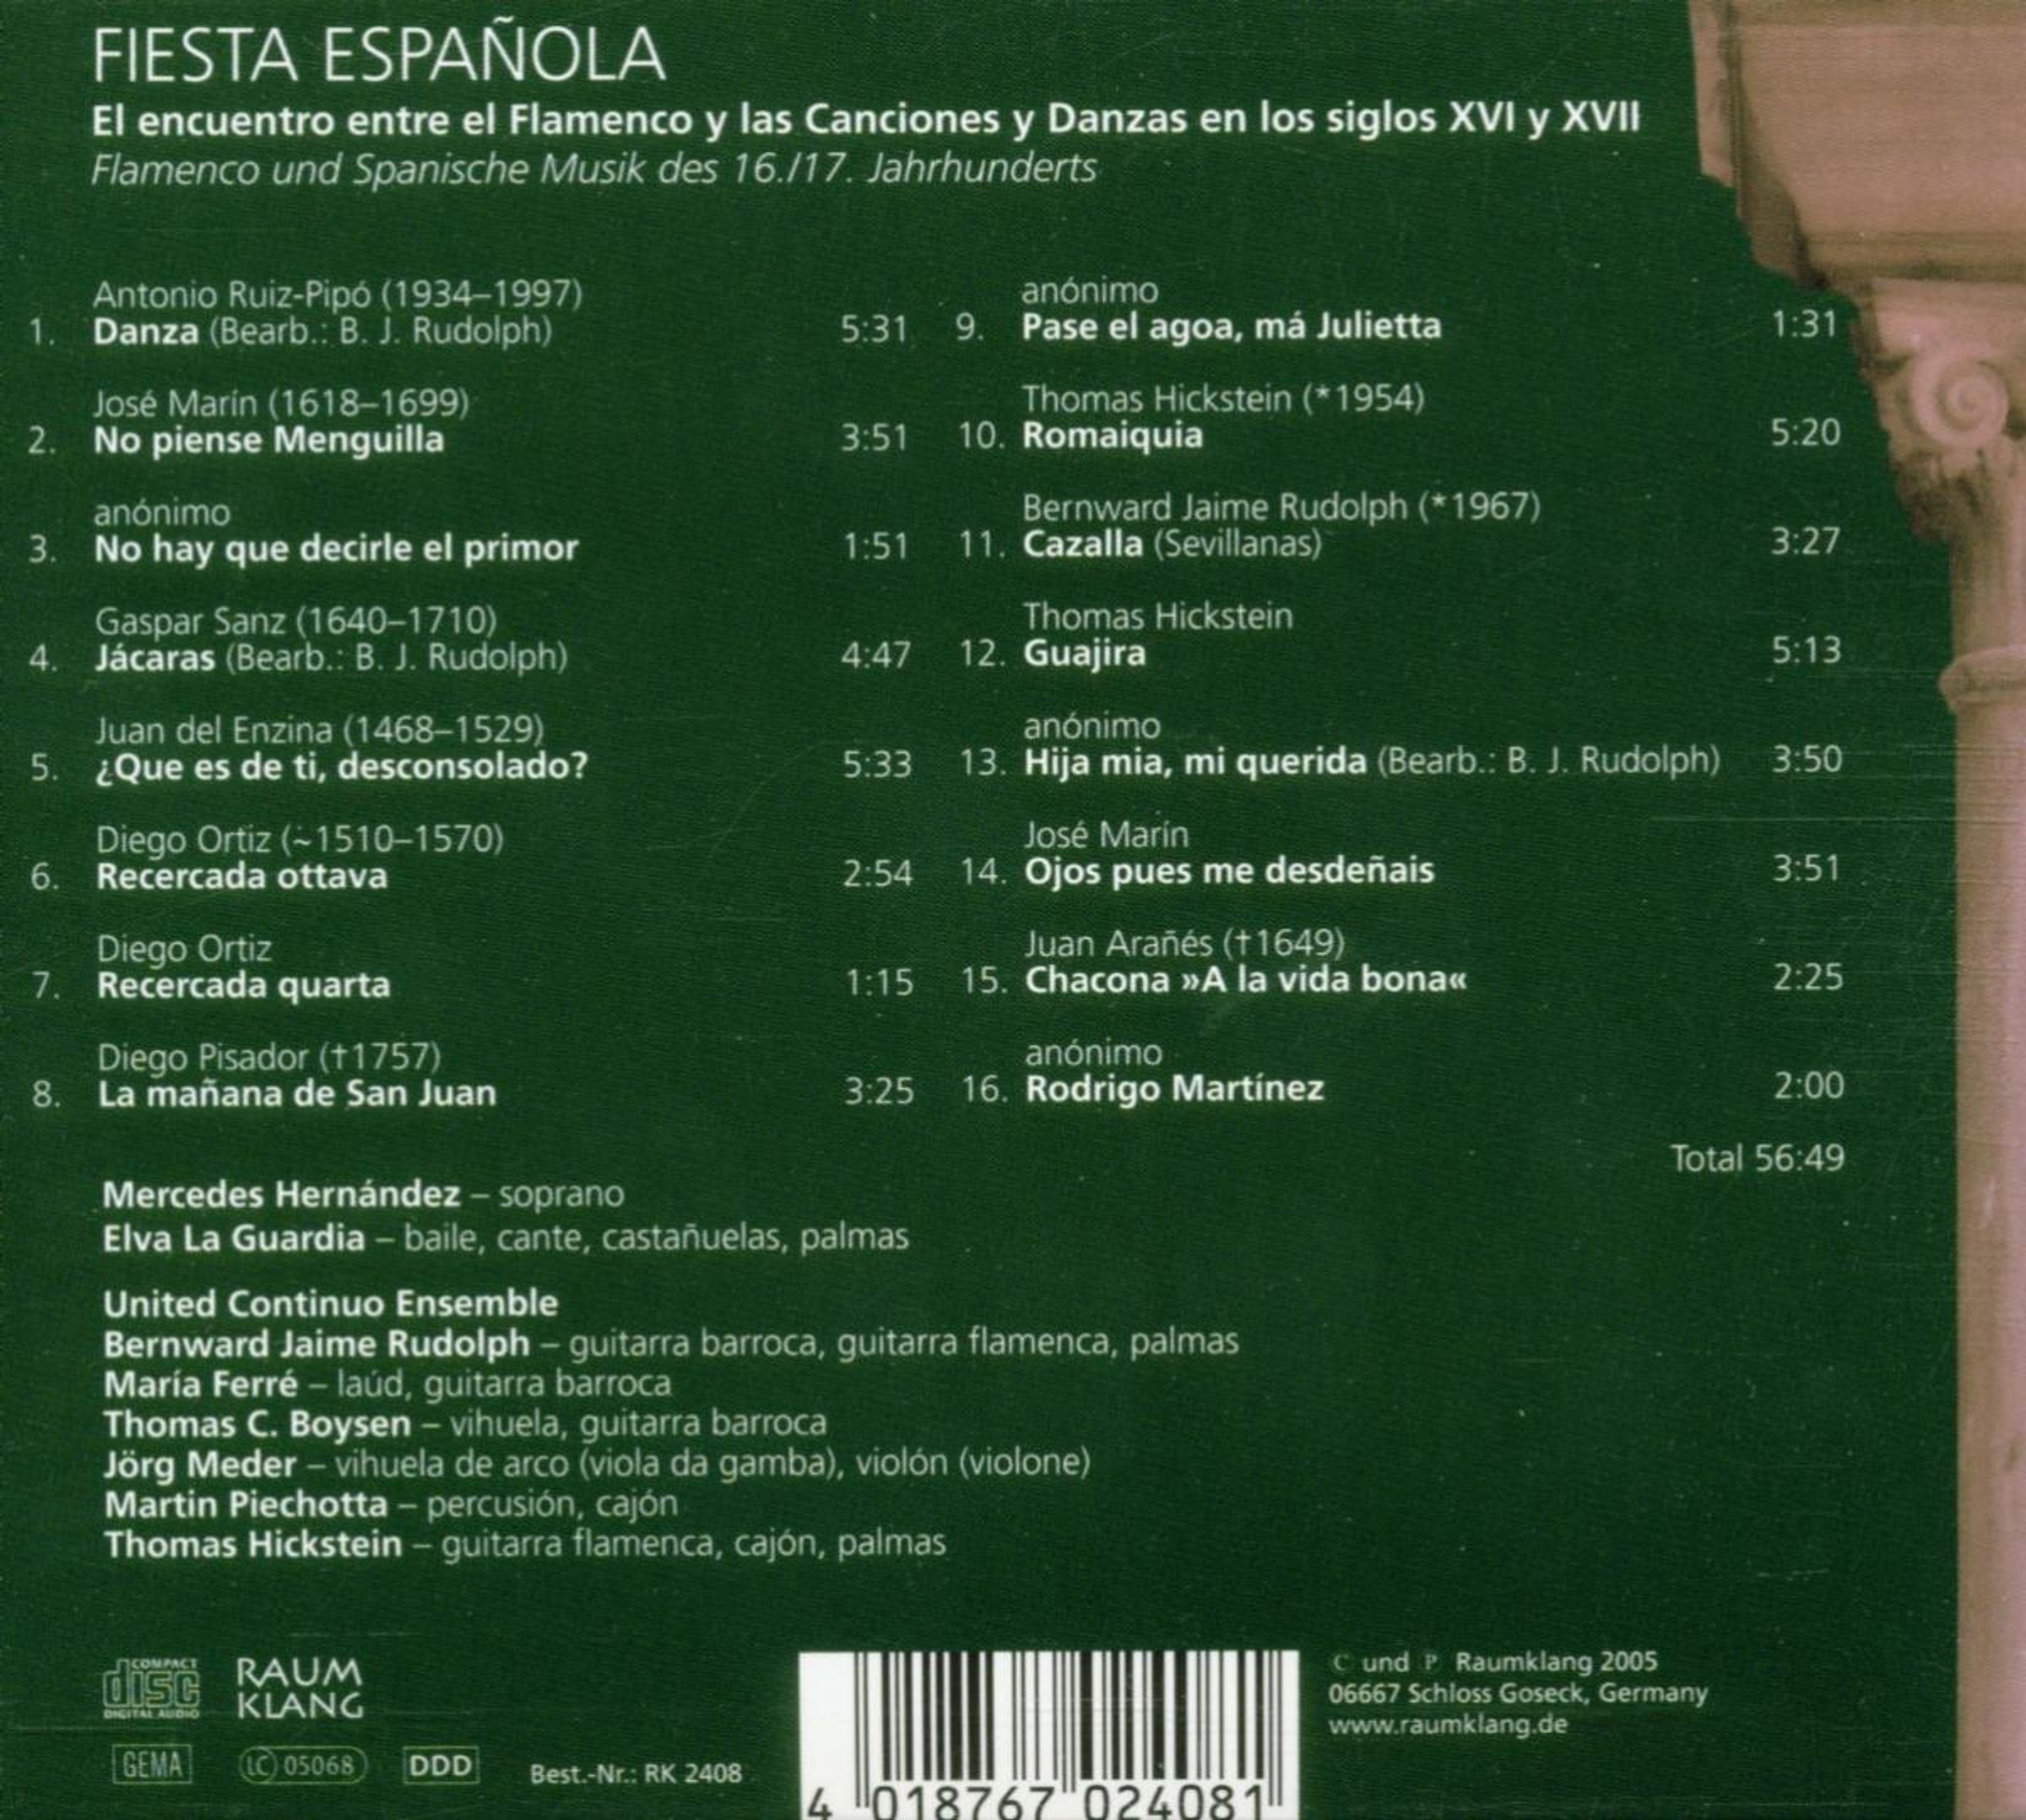 FIESTA ESPAÑOLA
El encuentro entre el Flamenco y las Canciones y Danzas en los siglos XVI y XVII
Flamenco und Spanische Musik des 16./17. Jahrhunderts
Antonio Ruiz-Pipó (1934–1997)
1. Danza (Bearb.: B. J. Rudolph) 5:31
José Marín (1618–1699)
2. No piense Menguilla 3:51
anónimo
3. No hay que decirle el primor 1:51
Gaspar Sanz (1640–1710)
4. Jácaras (Bearb.: B. J. Rudolph) 4:47
Juan del Enzina (1468–1529)
5. ¿Que es de ti, desconsolado? 5:33
Diego Ortiz (~1510–1570)
6. Recercada ottava 2:54
Diego Ortiz
7. Recercada quarta 1:15
Diego Pisador (†1757)
8. La mañana de San Juan 3:25
anónimo
9. Pase el agoa, má Julietta 1:31
Thomas Hickstein (*1954)
10. Romaiquia 5:20
Bernward Jaime Rudolph (*1967)
11. Cazalla (Sevillanas) 3:27
Thomas Hickstein
12. Guajira 5:13
anónimo
13. Hija mia, mi querida (Bearb.: B. J. Rudolph) 3:50
José Marín
14. Ojos pues me desdeñais 3:51
Juan Arañés (†1649)
15. Chacona »A la vida bona« 2:25
anónimo
16. Rodrigo Martínez 2:00
Total 56:49
Mercedes Hernández – soprano
Elva La Guardia – baile, cante, castañuelas, palmas
United Continuo Ensemble
Bernward Jaime Rudolph – guitarra barroca, guitarra flamenca, palmas
María Ferré – laúd, guitarra barroca
Thomas C. Boysen – vihuela, guitarra barroca
Jörg Meder – vihuela de arco (viola da gamba), violón (violone)
Martin Piechotta – percusión, cajón
Thomas Hickstein – guitarra flamenca, cajón, palmas
COMPACT
disc
DIGITAL AUDIO
RAUM
KLANG
GEMA
LC 05068
DDD
Best.-Nr.: RK 2408
4 018767 024081
C und P Raumklang 2005
06667 Schloss Goseck, Germany
www.raumklang.de